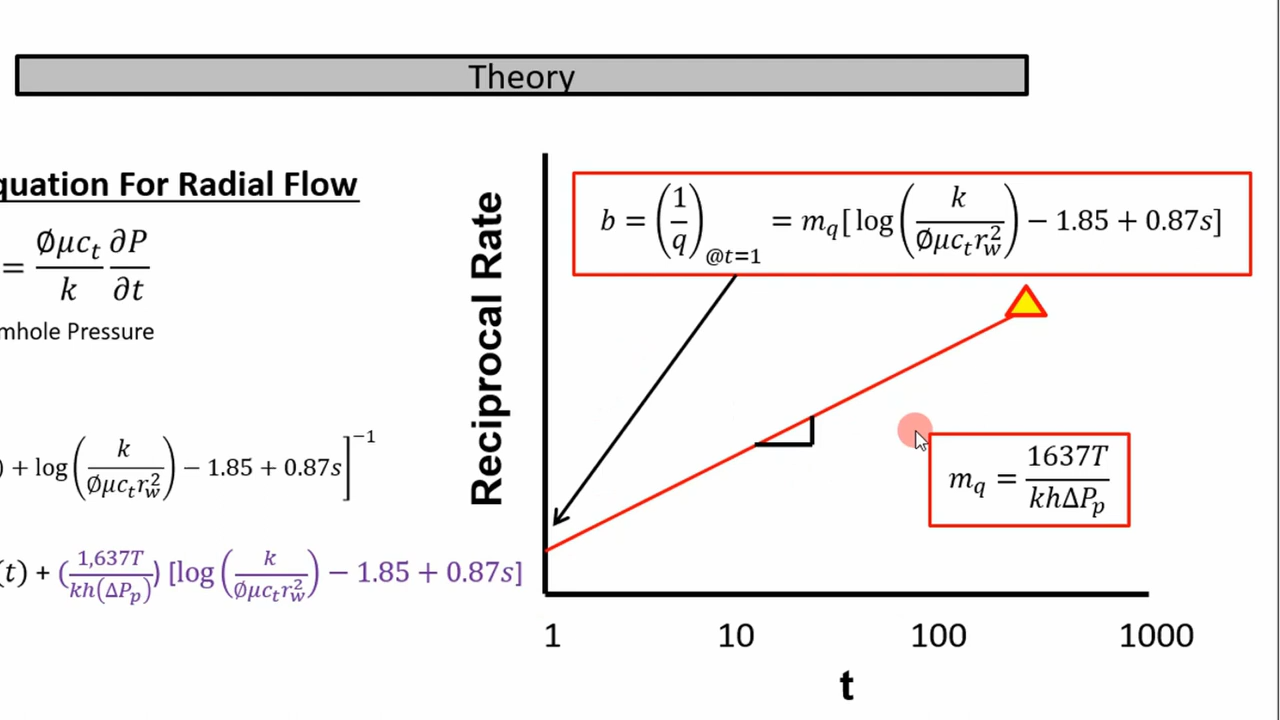 Theory
quation For Radial Flow
= Øμc_t/k ∂P/∂t
mhole Pressure
) + log(k/Øμc_t r_w^2) − 1.85 + 0.87s]^−1
(t) + (1,637T/kh(ΔP_p)) [log(k/Øμc_t r_w^2) − 1.85 + 0.87s]
Reciprocal Rate
b = (1/q)_@t=1 = m_q[log(k/Øμc_t r_w^2) − 1.85 + 0.87s]
m_q = 1637T/khΔP_p
1 10 100 1000
t